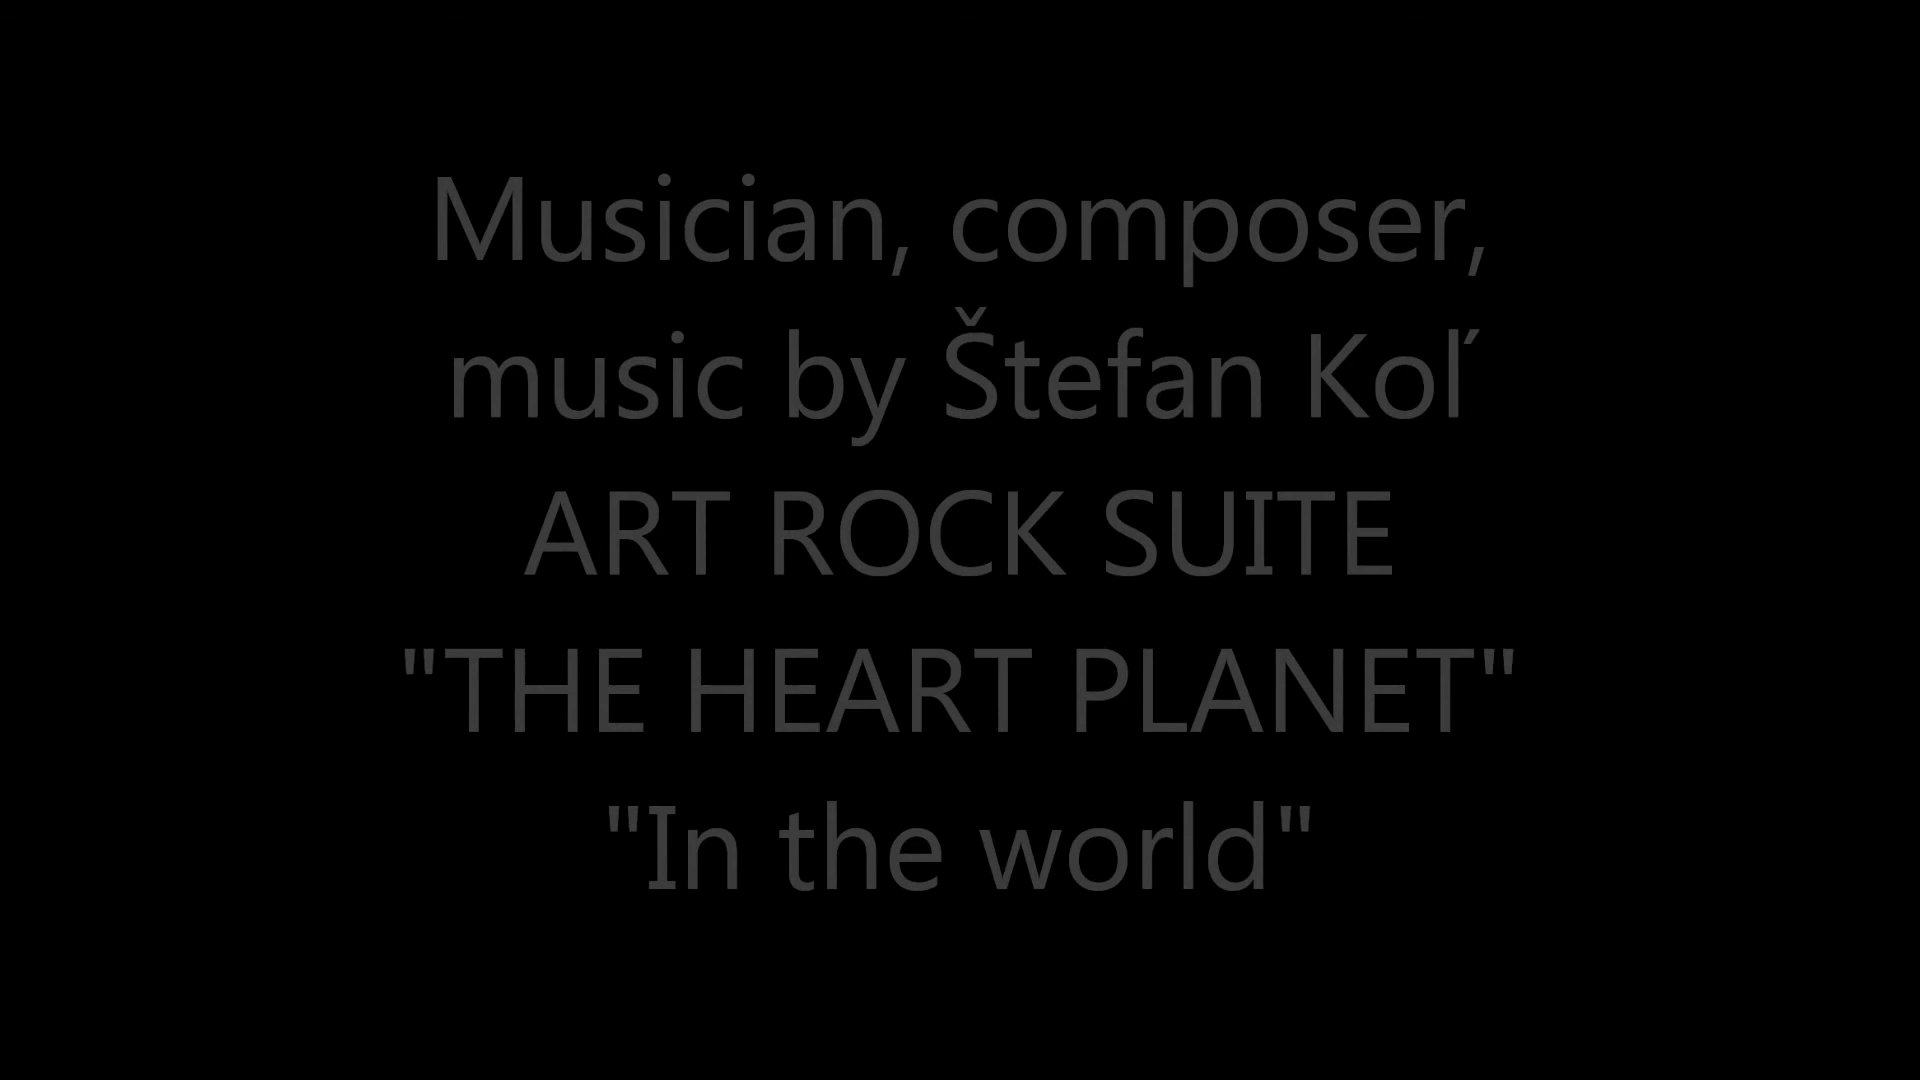 Musician, composer,
music by Štefan Koľ
ART ROCK SUITE
"THE HEART PLANET"
"In the world"